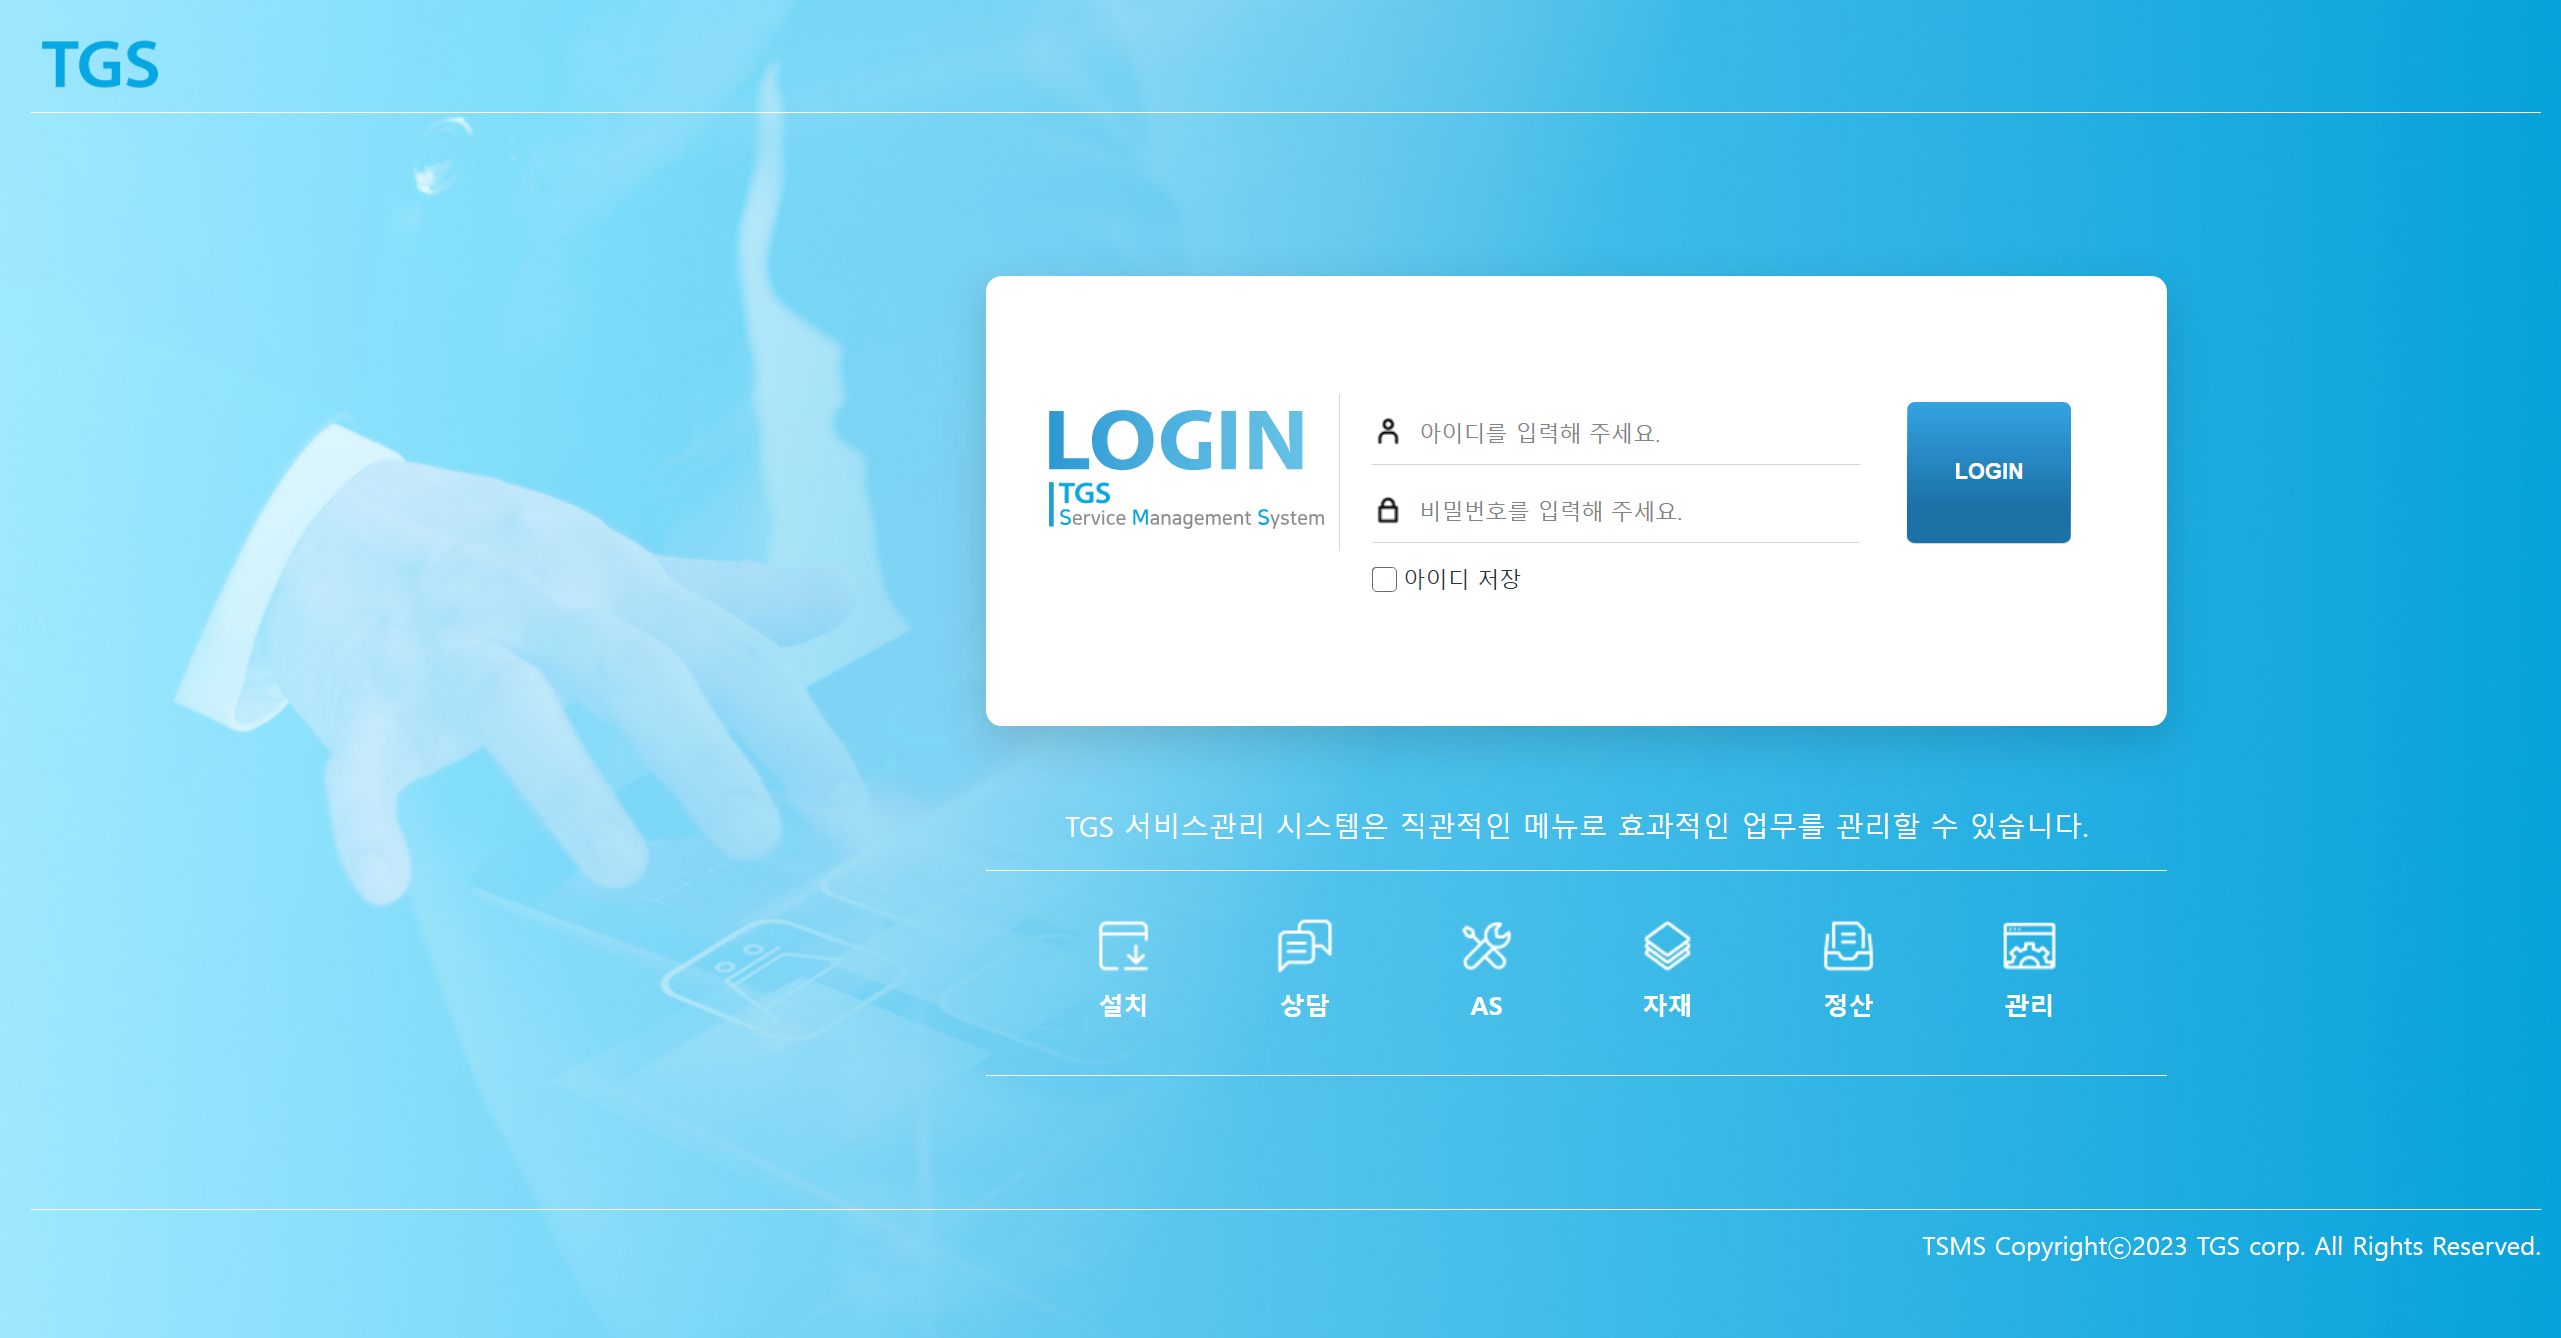 TGS
LOGIN
TGS
Service Management System
아이디를 입력해 주세요.
비밀번호를 입력해 주세요.
아이디 저장
LOGIN
TGS 서비스관리 시스템은 직관적인 메뉴로 효과적인 업무를 관리할 수 있습니다.
설치
상담
AS
자재
정산
관리
TSMS Copyrightⓒ2023 TGS corp. All Rights Reserved.